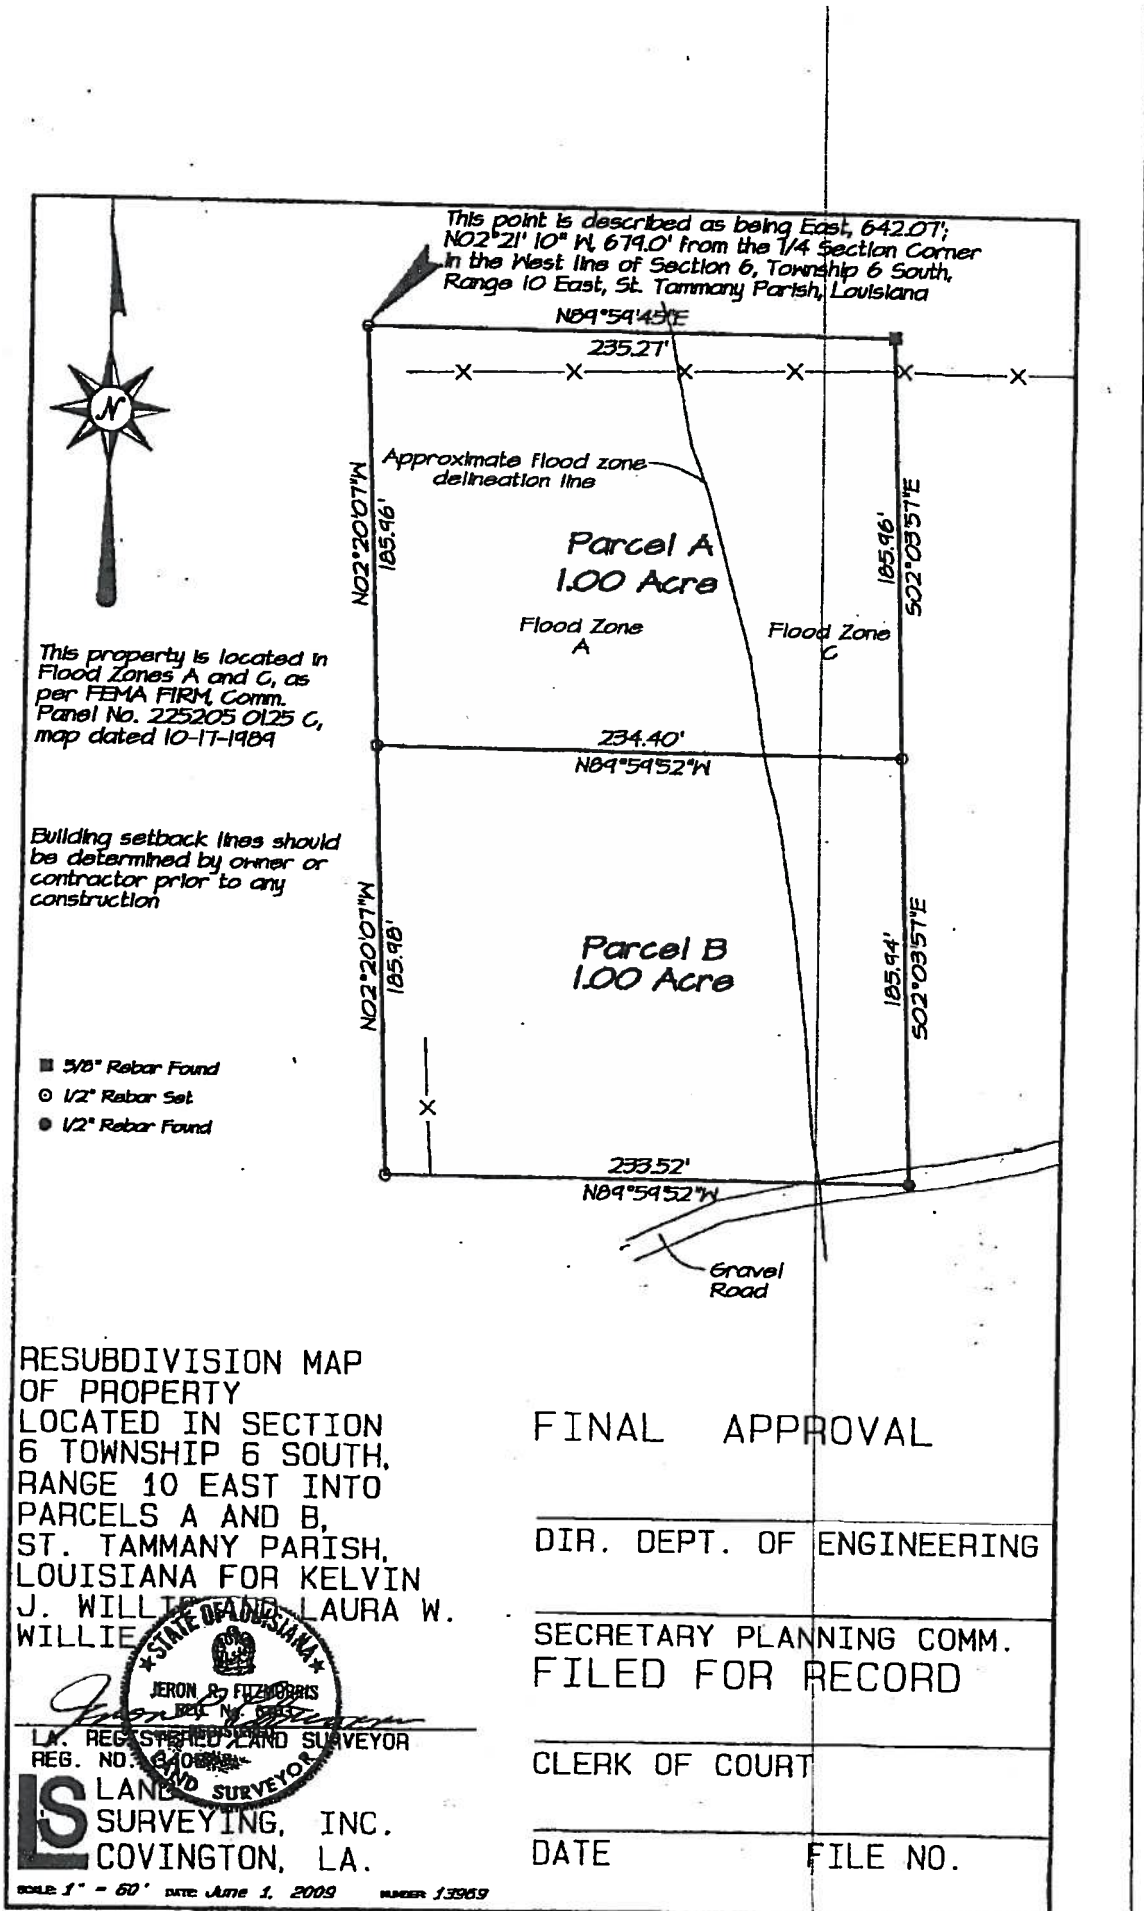 This point is described as being East, 642.07';
N02°21'10" W, 679.0' from the 1/4 Section Corner
in the West line of Section 6, Township 6 South,
Range 10 East, St. Tammany Parish, Louisiana
N89°59'45"E
235.27'
N
Approximate flood zone
delineation line
N02°20'07"W
185.96'
185.96'
S02°03'57"E
Parcel A
1.00 Acre
Flood Zone
A
Flood Zone
C
This property is located in
Flood Zones A and C, as
per FEMA FIRM, Comm.
Panel No. 225205 0125 C,
map dated 10-17-1989
234.40'
N89°59'52"W
Building setback lines should
be determined by owner or
contractor prior to any
construction
N02°20'07"W
185.98'
185.94'
S02°03'57"E
Parcel B
1.00 Acre
5/8" Rebar Found
1/2" Rebar Set
1/2" Rebar Found
233.52'
N89°59'52"W
Gravel
Road
RESUBDIVISION MAP
OF PROPERTY
LOCATED IN SECTION
6 TOWNSHIP 6 SOUTH,
RANGE 10 EAST INTO
PARCELS A AND B,
ST. TAMMANY PARISH,
LOUISIANA FOR KELVIN
J. WILLIE AND LAURA W.
WILLIE
STATE OF LOUISIANA
JERON R. FITZMORRIS
REGISTERED
LAND SURVEYOR
LA. REGISTERED LAND SURVEYOR
REG. NO.
LS LAND
SURVEYING, INC.
COVINGTON, LA.
SCALE: 1" = 60' DATE: June 1, 2009 NUMBER: 13969
FINAL APPROVAL
DIR. DEPT. OF ENGINEERING
SECRETARY PLANNING COMM.
FILED FOR RECORD
CLERK OF COURT
DATE FILE NO.